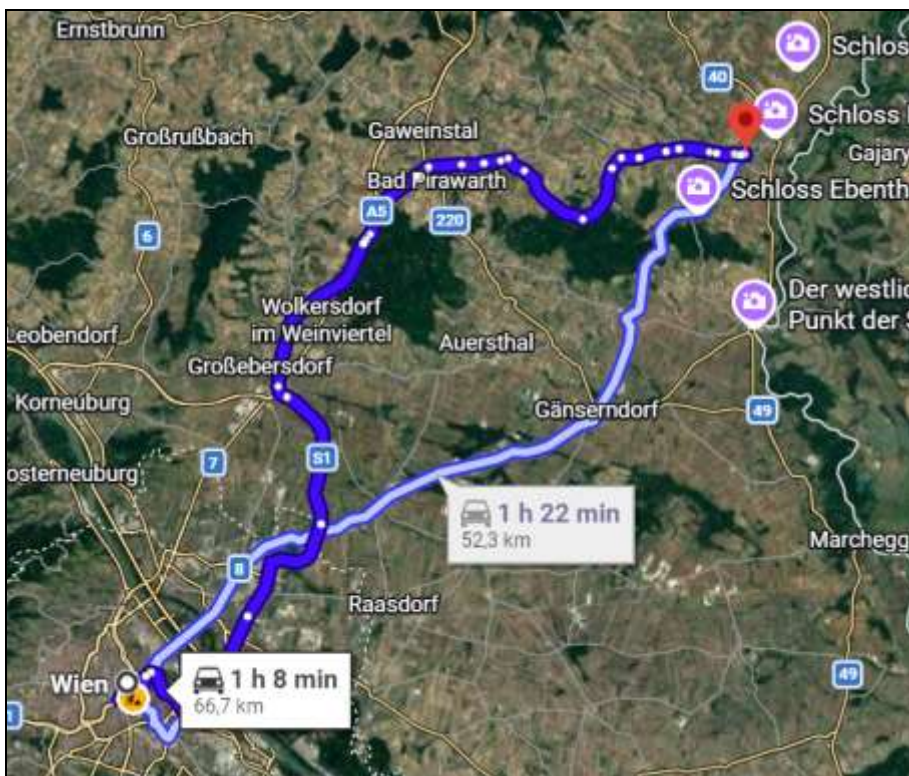 Ernstbrunn
Schlos
40
Großrußbach
Gaweinstal
Schloss
Gajary
Bad Pirawarth
Schloss Ebenth
A5
220
6
Der westlic
Punkt der S
Wolkersdorf
im Weinviertel
Leobendorf
Auersthal
Großebersdorf
Korneuburg
Gänserndorf
49
S1
7
osterneuburg
1 h 22 min
52,3 km
Marchegg
8
Raasdorf
Wien
1 h 8 min
66,7 km
49
1